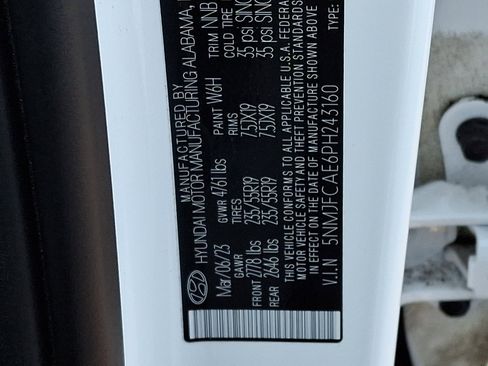 MANUFACTURED BY
HYUNDAI MOTOR MANUFACTURING ALABAMA,
Mar/06/23 GVWR 4761 lbs PAINT W6H TRIM NNB
GAWR TIRES RIMS COLD TIRE
FRONT 2778 lbs 235/55R19 7.5JX19 35 psi SING
REAR 2646 lbs 235/55R19 7.5JX19 35 psi SING
THIS VEHICLE CONFORMS TO ALL APPLICABLE U.S.A. FEDERAL
MOTOR VEHICLE SAFETY AND THEFT PREVENTION STANDARDS
IN EFFECT ON THE DATE OF MANUFACTURE SHOWN ABOVE.
V.I.N 5NMJFCAE6PH243160 TYPE: